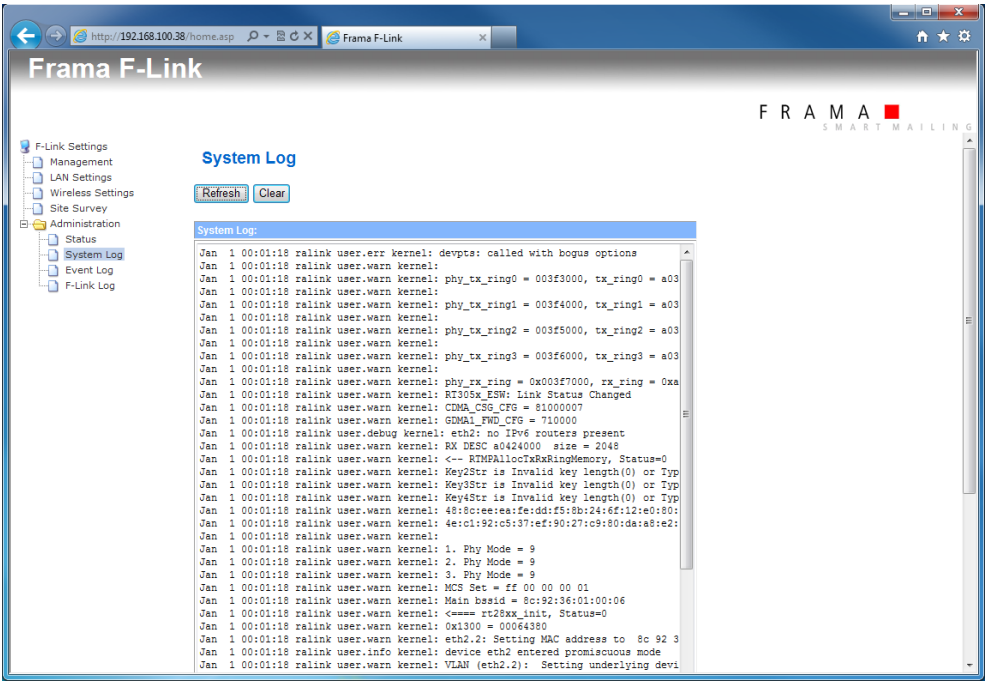 http://192.168.100.38/home.asp
Frama F-Link
Frama F-Link
FRAMA
SMART MAILING
F-Link Settings
Management
LAN Settings
Wireless Settings
Site Survey
Administration
Status
System Log
Event Log
F-Link Log
System Log
Refresh Clear
System Log:
Jan 1 00:01:18 ralink user.err kernel: devpts: called with bogus options
Jan 1 00:01:18 ralink user.warn kernel:
Jan 1 00:01:18 ralink user.warn kernel: phy_tx_ring0 = 003f3000, tx_ring0 = a03
Jan 1 00:01:18 ralink user.warn kernel:
Jan 1 00:01:18 ralink user.warn kernel: phy_tx_ring1 = 003f4000, tx_ring1 = a03
Jan 1 00:01:18 ralink user.warn kernel:
Jan 1 00:01:18 ralink user.warn kernel: phy_tx_ring2 = 003f5000, tx_ring2 = a03
Jan 1 00:01:18 ralink user.warn kernel:
Jan 1 00:01:18 ralink user.warn kernel: phy_tx_ring3 = 003f6000, tx_ring3 = a03
Jan 1 00:01:18 ralink user.warn kernel:
Jan 1 00:01:18 ralink user.warn kernel: phy_rx_ring = 0x003f7000, rx_ring = 0xa
Jan 1 00:01:18 ralink user.warn kernel: RT305x_ESW: Link Status Changed
Jan 1 00:01:18 ralink user.warn kernel: CDMA_CSG_CFG = 81000007
Jan 1 00:01:18 ralink user.warn kernel: GDMA1_FWD_CFG = 710000
Jan 1 00:01:18 ralink user.debug kernel: eth2: no IPv6 routers present
Jan 1 00:01:18 ralink user.warn kernel: RX DESC a0424000 size = 2048
Jan 1 00:01:18 ralink user.warn kernel: <-- RTMPAllocTxRxRingMemory, Status=0
Jan 1 00:01:18 ralink user.warn kernel: Key2Str is Invalid key length(0) or Typ
Jan 1 00:01:18 ralink user.warn kernel: Key3Str is Invalid key length(0) or Typ
Jan 1 00:01:18 ralink user.warn kernel: Key4Str is Invalid key length(0) or Typ
Jan 1 00:01:18 ralink user.warn kernel: 48:8c:ee:ea:fe:dd:f5:8b:24:6f:12:e0:80:
Jan 1 00:01:18 ralink user.warn kernel: 4e:c1:92:c5:37:ef:90:27:c9:80:da:a8:e2:
Jan 1 00:01:18 ralink user.warn kernel:
Jan 1 00:01:18 ralink user.warn kernel: 1. Phy Mode = 9
Jan 1 00:01:18 ralink user.warn kernel: 2. Phy Mode = 9
Jan 1 00:01:18 ralink user.warn kernel: 3. Phy Mode = 9
Jan 1 00:01:18 ralink user.warn kernel: MCS Set = ff 00 00 00 01
Jan 1 00:01:18 ralink user.warn kernel: Main bssid = 8c:92:36:01:00:06
Jan 1 00:01:18 ralink user.warn kernel: <==== rt28xx_init, Status=0
Jan 1 00:01:18 ralink user.warn kernel: 0x1300 = 00064380
Jan 1 00:01:18 ralink user.warn kernel: eth2.2: Setting MAC address to 8c 92 3
Jan 1 00:01:18 ralink user.info kernel: device eth2 entered promiscuous mode
Jan 1 00:01:18 ralink user.warn kernel: VLAN (eth2.2): Setting underlying devi